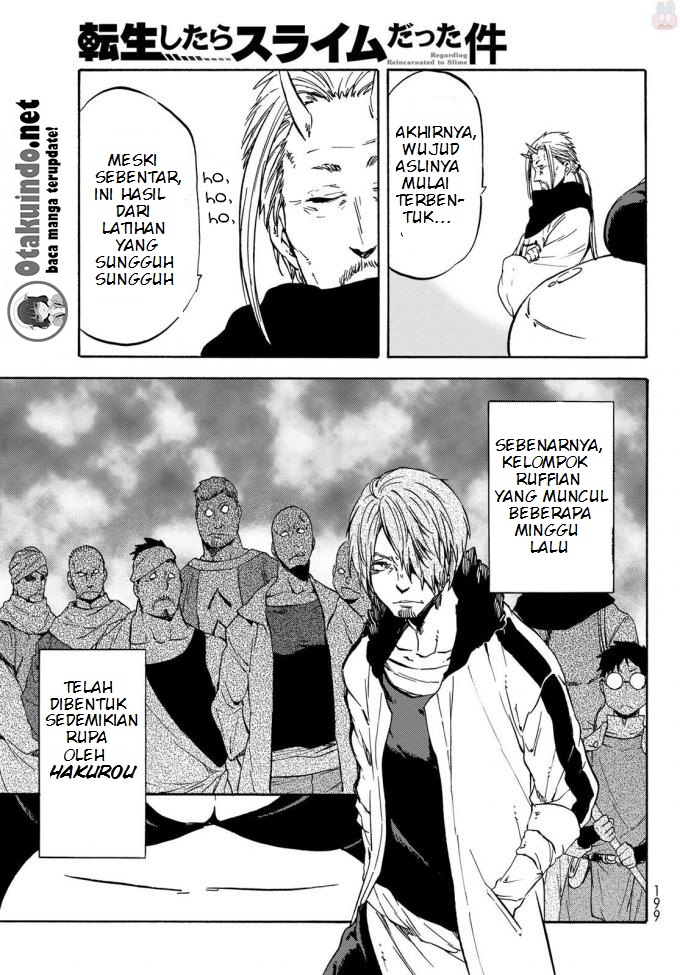 転生したらスライムだった件
Regarding
Reincarnated to Slime
Otakuindo.net
baca manga terupdate!
AKHIRNYA,
WUJUD
ASLINYA
MULAI
TERBEN-
TUK...
MESKI
SEBENTAR,
INI HASIL
DARI
LATIHAN
YANG
SUNGGUH
SUNGGUH
HO,
HO,
HO,
SEBENARNYA,
KELOMPOK
RUFFIAN
YANG MUNCUL
BEBERAPA
MINGGU
LALU
TELAH
DIBENTUK
SEDEMIKIAN
RUPA
OLEH
HAKUROU
199